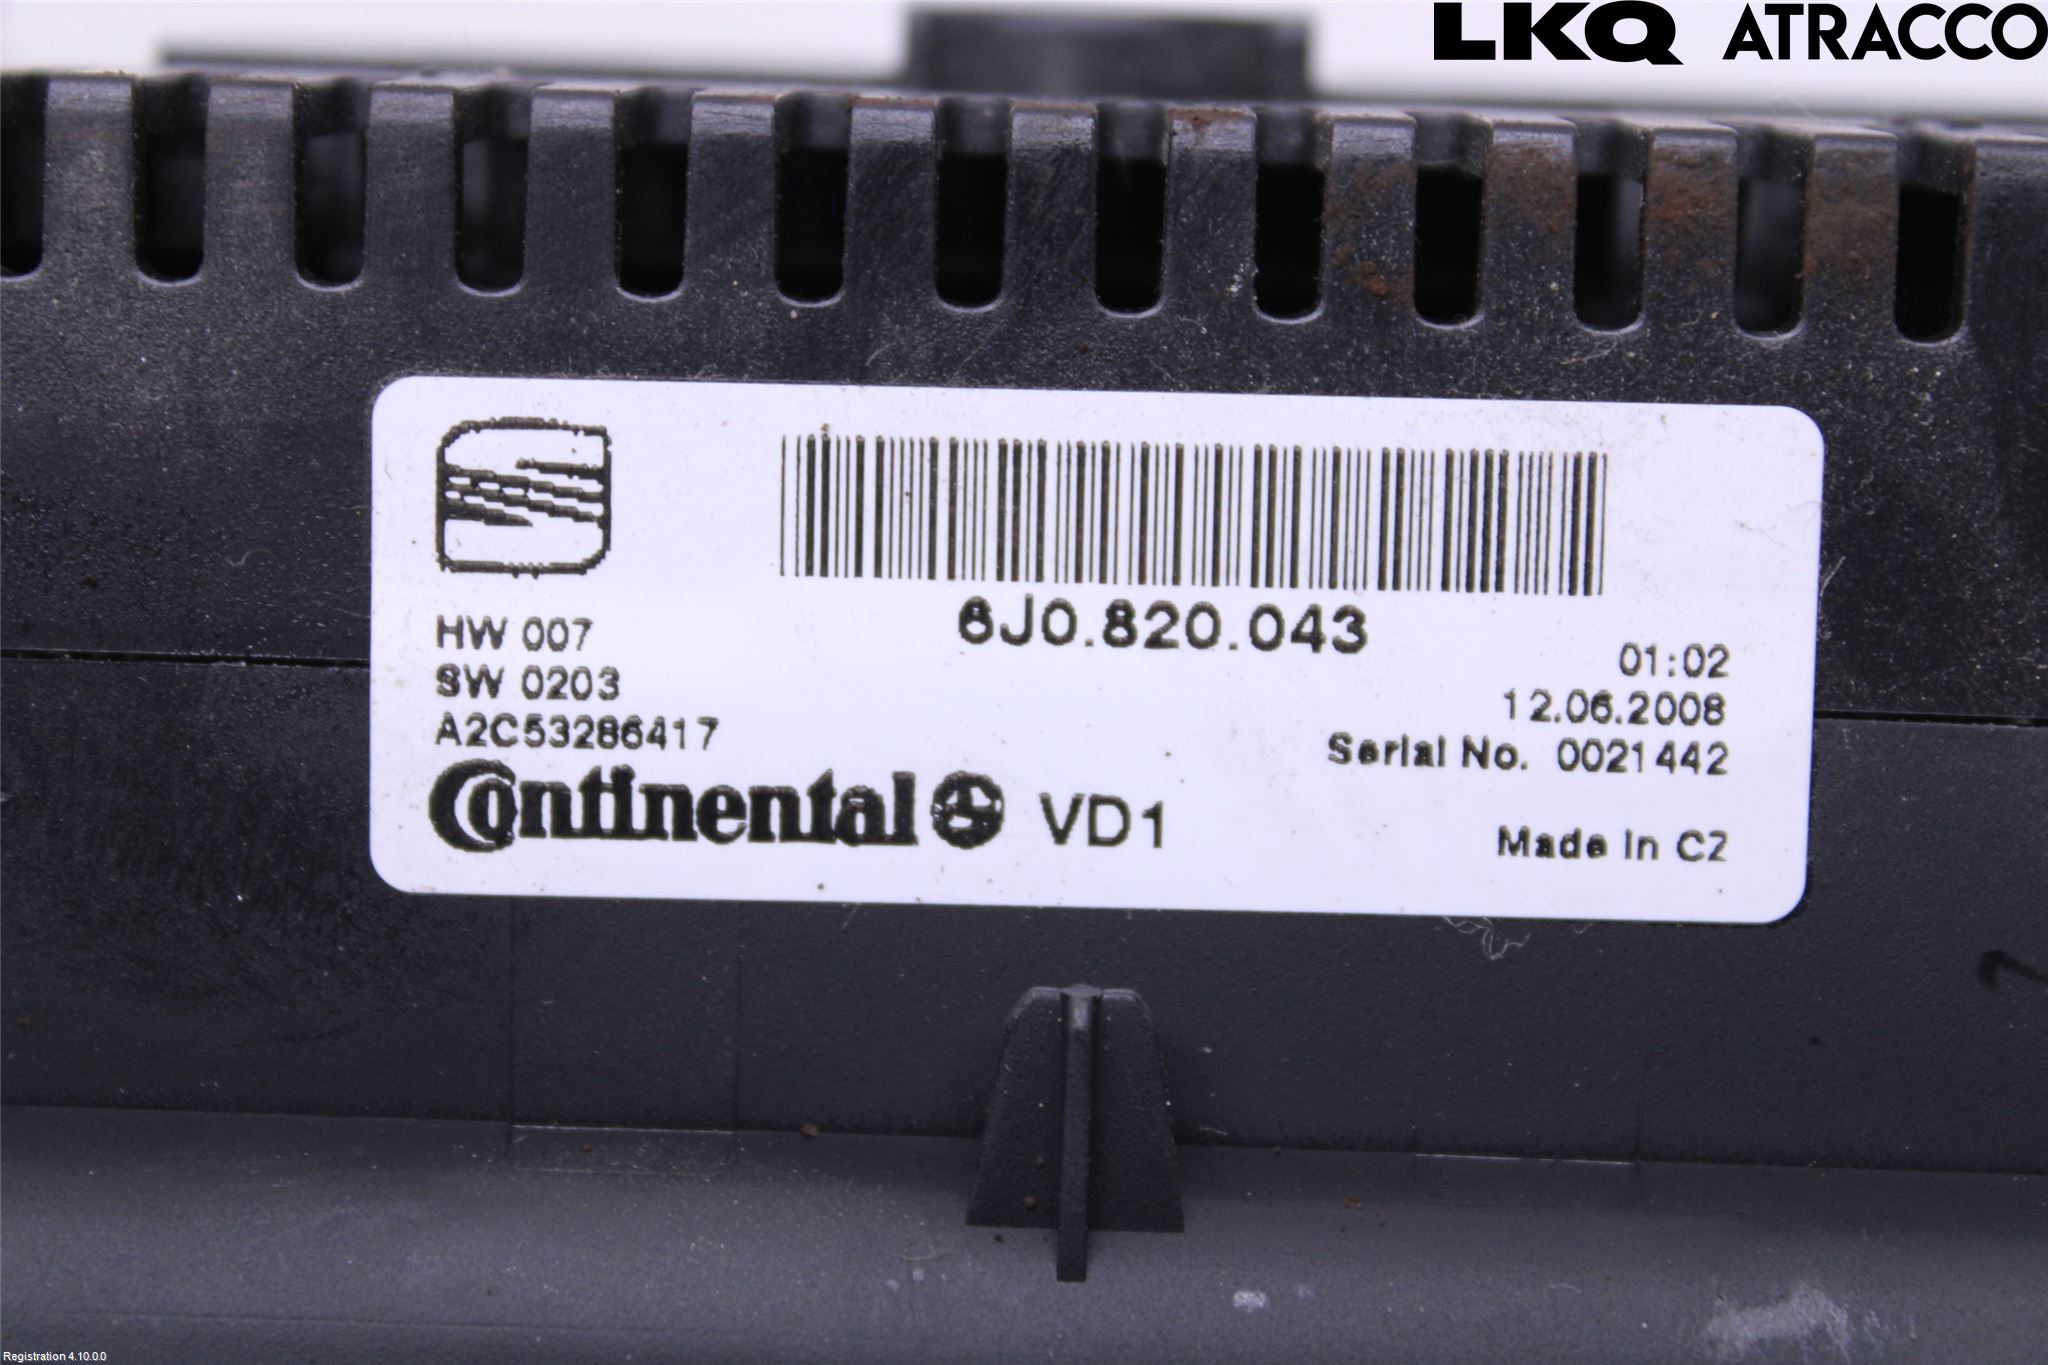 LKQ ATRACCO
6J0.820.043
HW 007
SW 0203
A2C53286417
Continental VD1
01:02
12.06.2008
Serial No. 0021442
Made in CZ
Registration 4.10.0.0